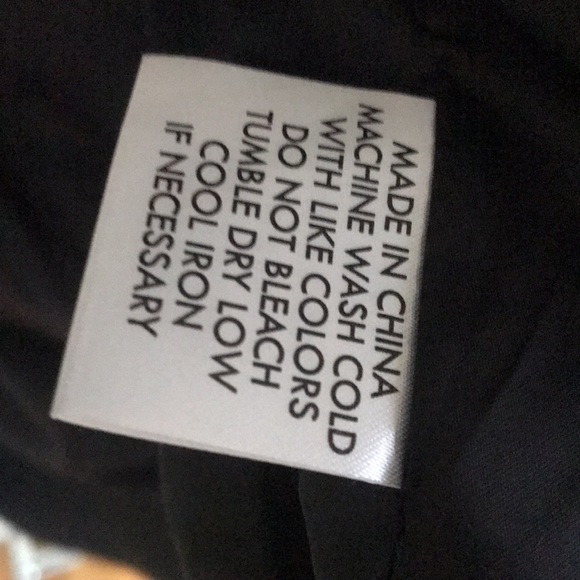 MADE IN CHINA
MACHINE WASH COLD
WITH LIKE COLORS
DO NOT BLEACH
TUMBLE DRY LOW
COOL IRON
IF NECESSARY